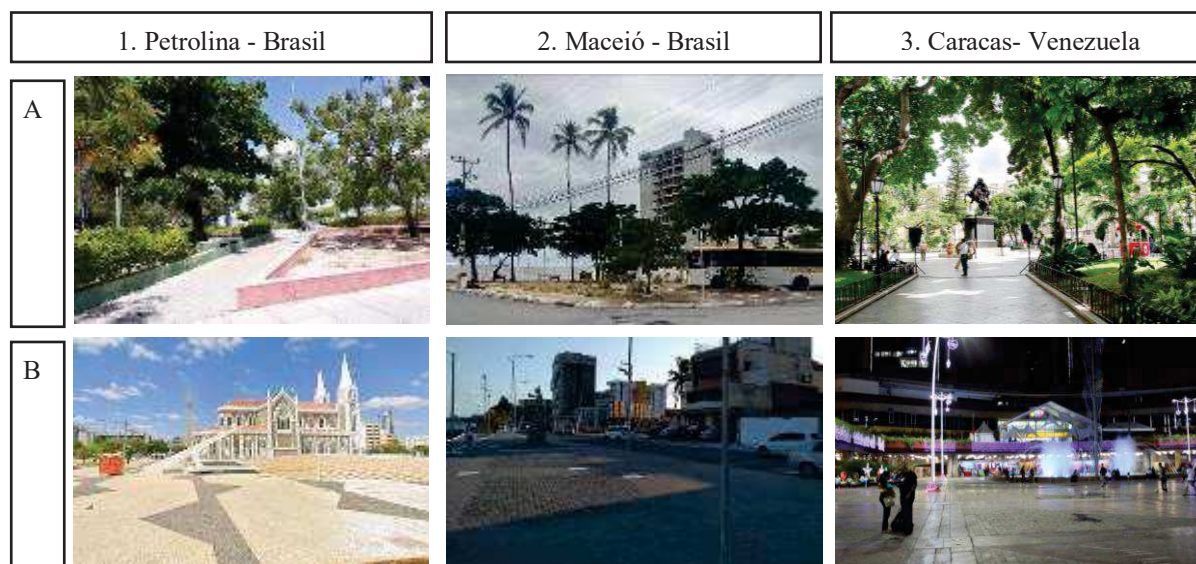 1. Petrolina - Brasil
2. Maceió - Brasil
3. Caracas- Venezuela
A
B